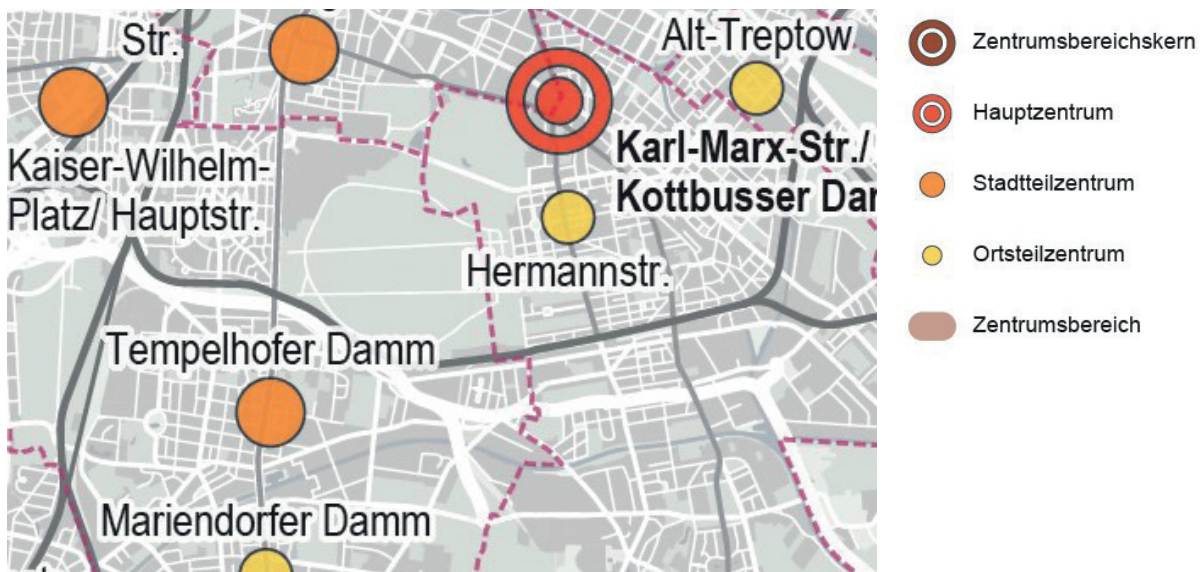 Str.
Alt-Treptow
Karl-Marx-Str./
Kottbusser Dam
Kaiser-Wilhelm-
Platz/ Hauptstr.
Hermannstr.
Tempelhofer Damm
Mariendorfer Damm
Zentrumsbereichskern
Hauptzentrum
Stadtteilzentrum
Ortsteilzentrum
Zentrumsbereich